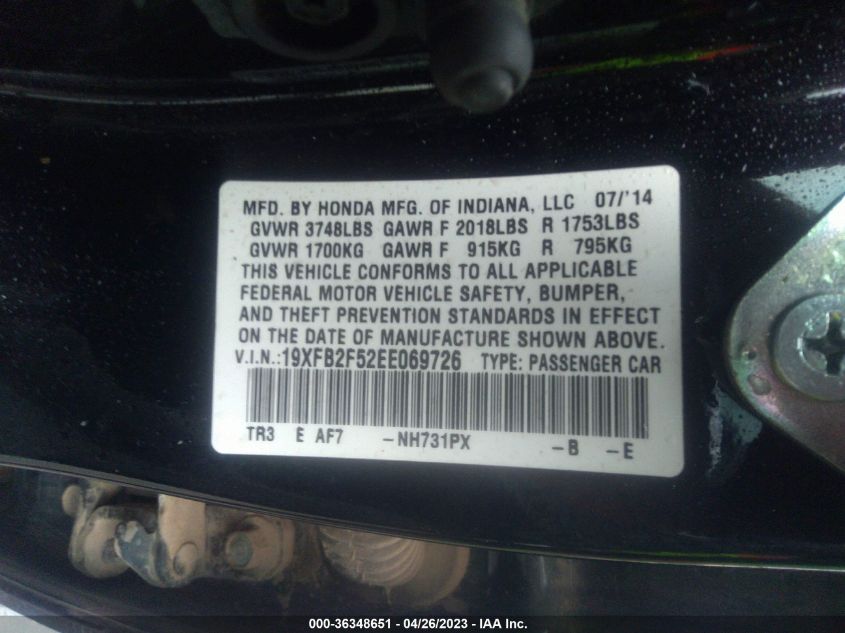 MFD. BY HONDA MFG. OF INDIANA, LLC 07/'14
GVWR 3748LBS GAWR F 2018LBS R 1753LBS
GVWR 1700KG GAWR F 915KG R 795KG
THIS VEHICLE CONFORMS TO ALL APPLICABLE
FEDERAL MOTOR VEHICLE SAFETY, BUMPER,
AND THEFT PREVENTION STANDARDS IN EFFECT
ON THE DATE OF MANUFACTURE SHOWN ABOVE.
V.I.N.:19XFB2F52EE069726 TYPE: PASSENGER CAR
TR3 E AF7 -NH731PX -B -E
000-36348651 - 04/26/2023 - IAA Inc.